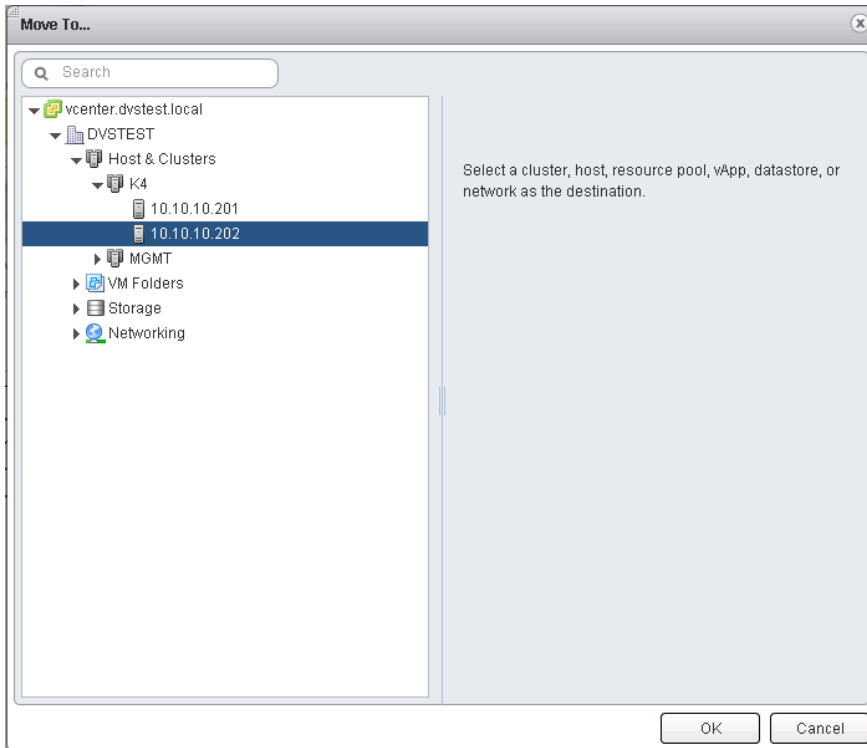 Move To...
Search
vcenter.dvstest.local
DVSTEST
Host & Clusters
K4
10.10.10.201
10.10.10.202
MGMT
VM Folders
Storage
Networking
Select a cluster, host, resource pool, vApp, datastore, or
network as the destination.
OK
Cancel